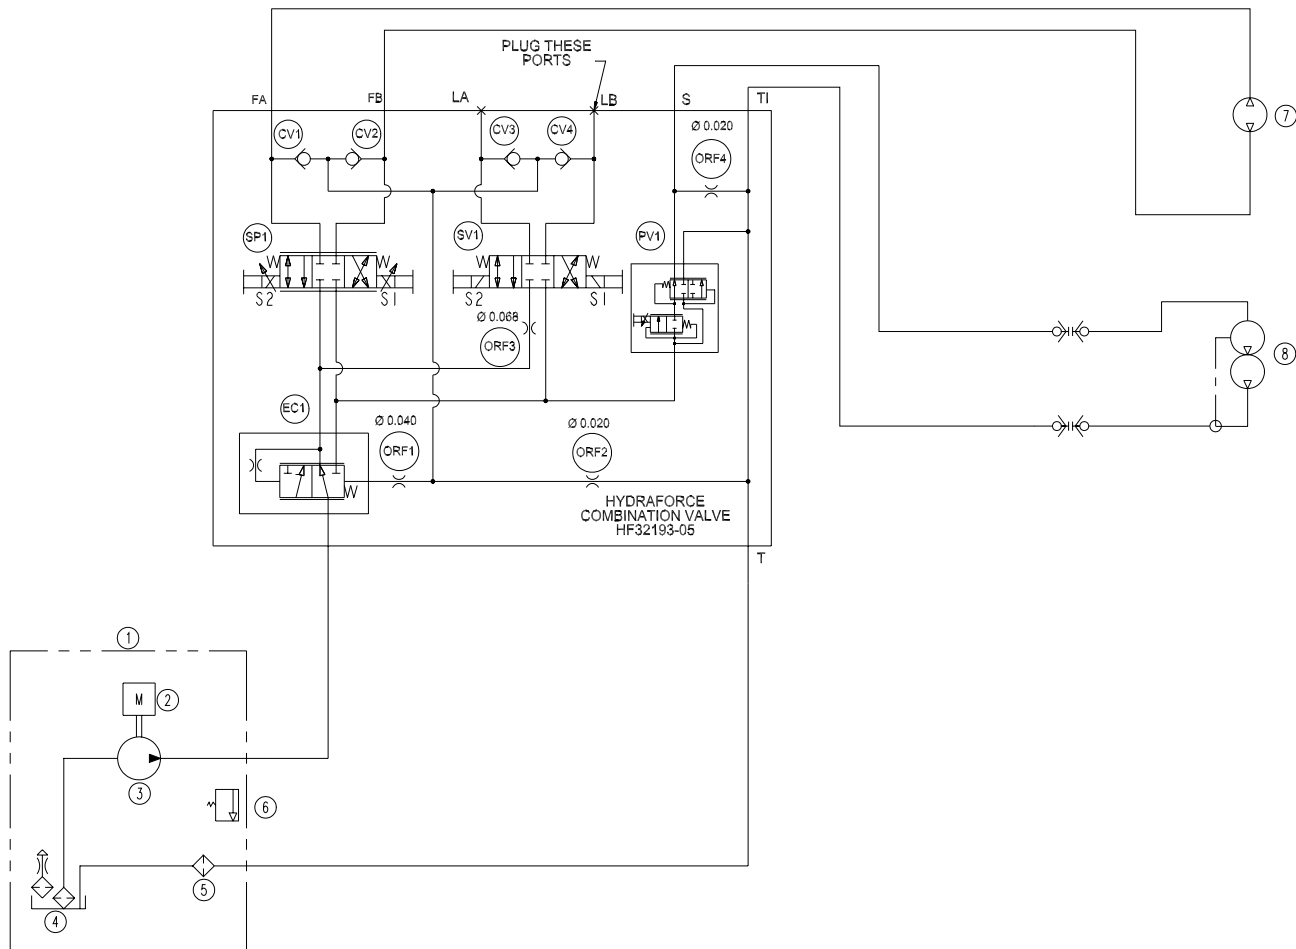 PLUG THESE
PORTS
FA
FB
LA
LB
S
TI
7
CV1
CV2
CV3
CV4
Ø 0.020
ORF4
SP1
SV1
PV1
S2
S1
S2
S1
Ø 0.068
ORF3
8
EC1
Ø 0.040
ORF1
Ø 0.020
ORF2
HYDRAFORCE
COMBINATION VALVE
HF32193-05
T
1
M
2
3
6
5
4